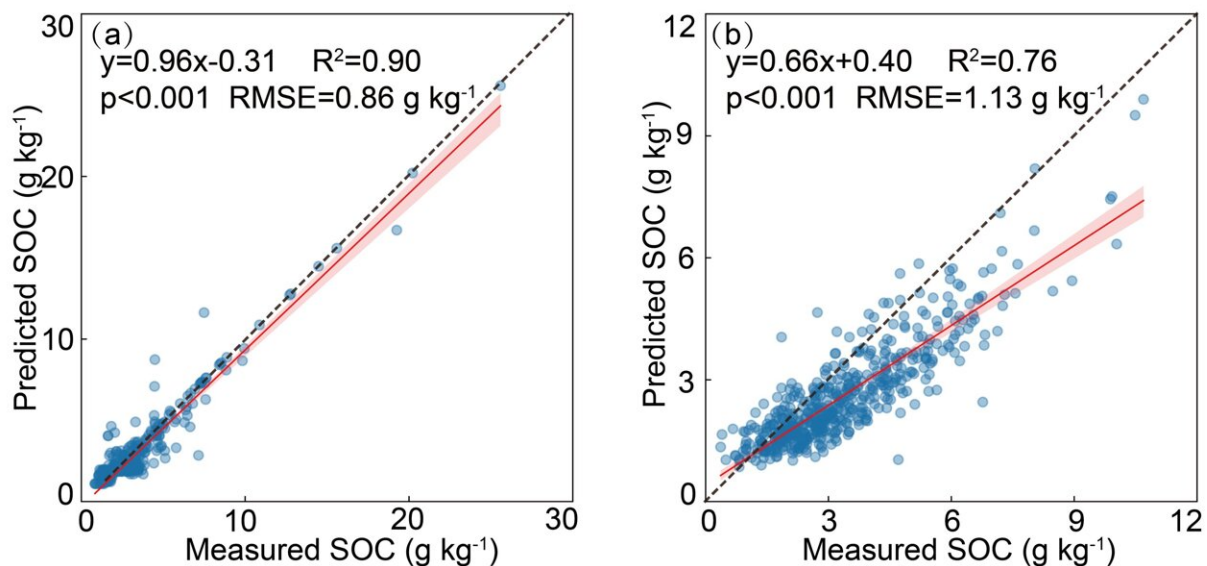 (a)
y=0.96x-0.31 R²=0.90
p<0.001 RMSE=0.86 g kg⁻¹
Predicted SOC (g kg⁻¹)
30
20
10
0
0 10 20 30
Measured SOC (g kg⁻¹)
(b)
y=0.66x+0.40 R²=0.76
p<0.001 RMSE=1.13 g kg⁻¹
Predicted SOC (g kg⁻¹)
12
9
6
3
0
0 3 6 9 12
Measured SOC (g kg⁻¹)